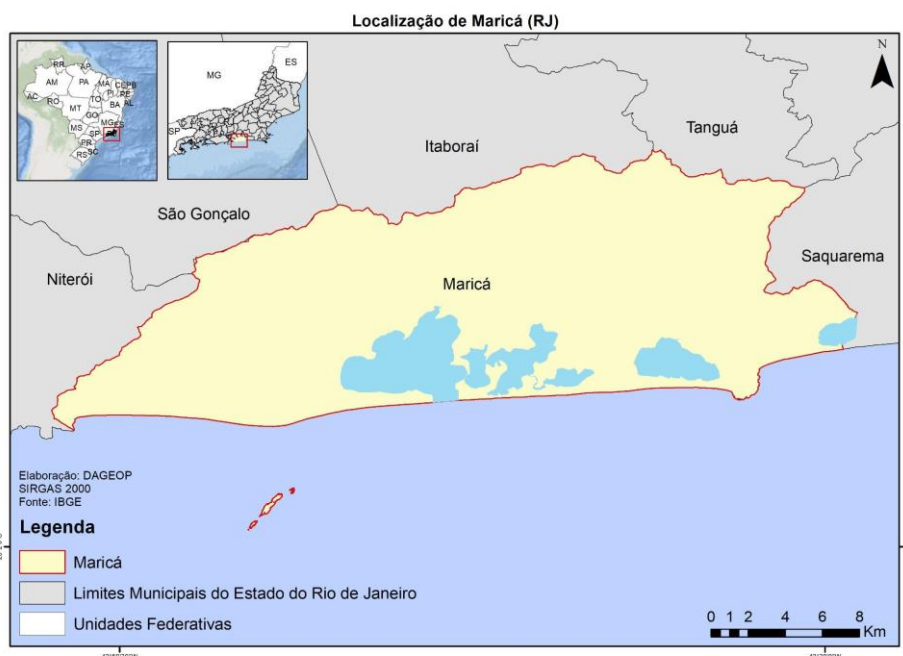 Localização de Maricá (RJ)
RR
AP
AM
PA
MA
CE
PB
PI
PE
AC
RO
TO
AL
MT
BA
GO
MG
ES
MS
SP
PR
SC
RS
MG
ES
SP
N
Tanguá
Itaboraí
São Gonçalo
Saquarema
Niterói
Maricá
Elaboração: DAGEOP
SIRGAS 2000
Fonte: IBGE
Legenda
Maricá
Limites Municipais do Estado do Rio de Janeiro
Unidades Federativas
0 1 2 4 6 8
Km